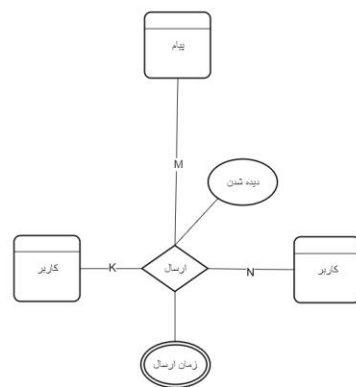 پیام
M
دیده شدن
کاربر
K
ارسال
N
کاربر
زمان ارسال